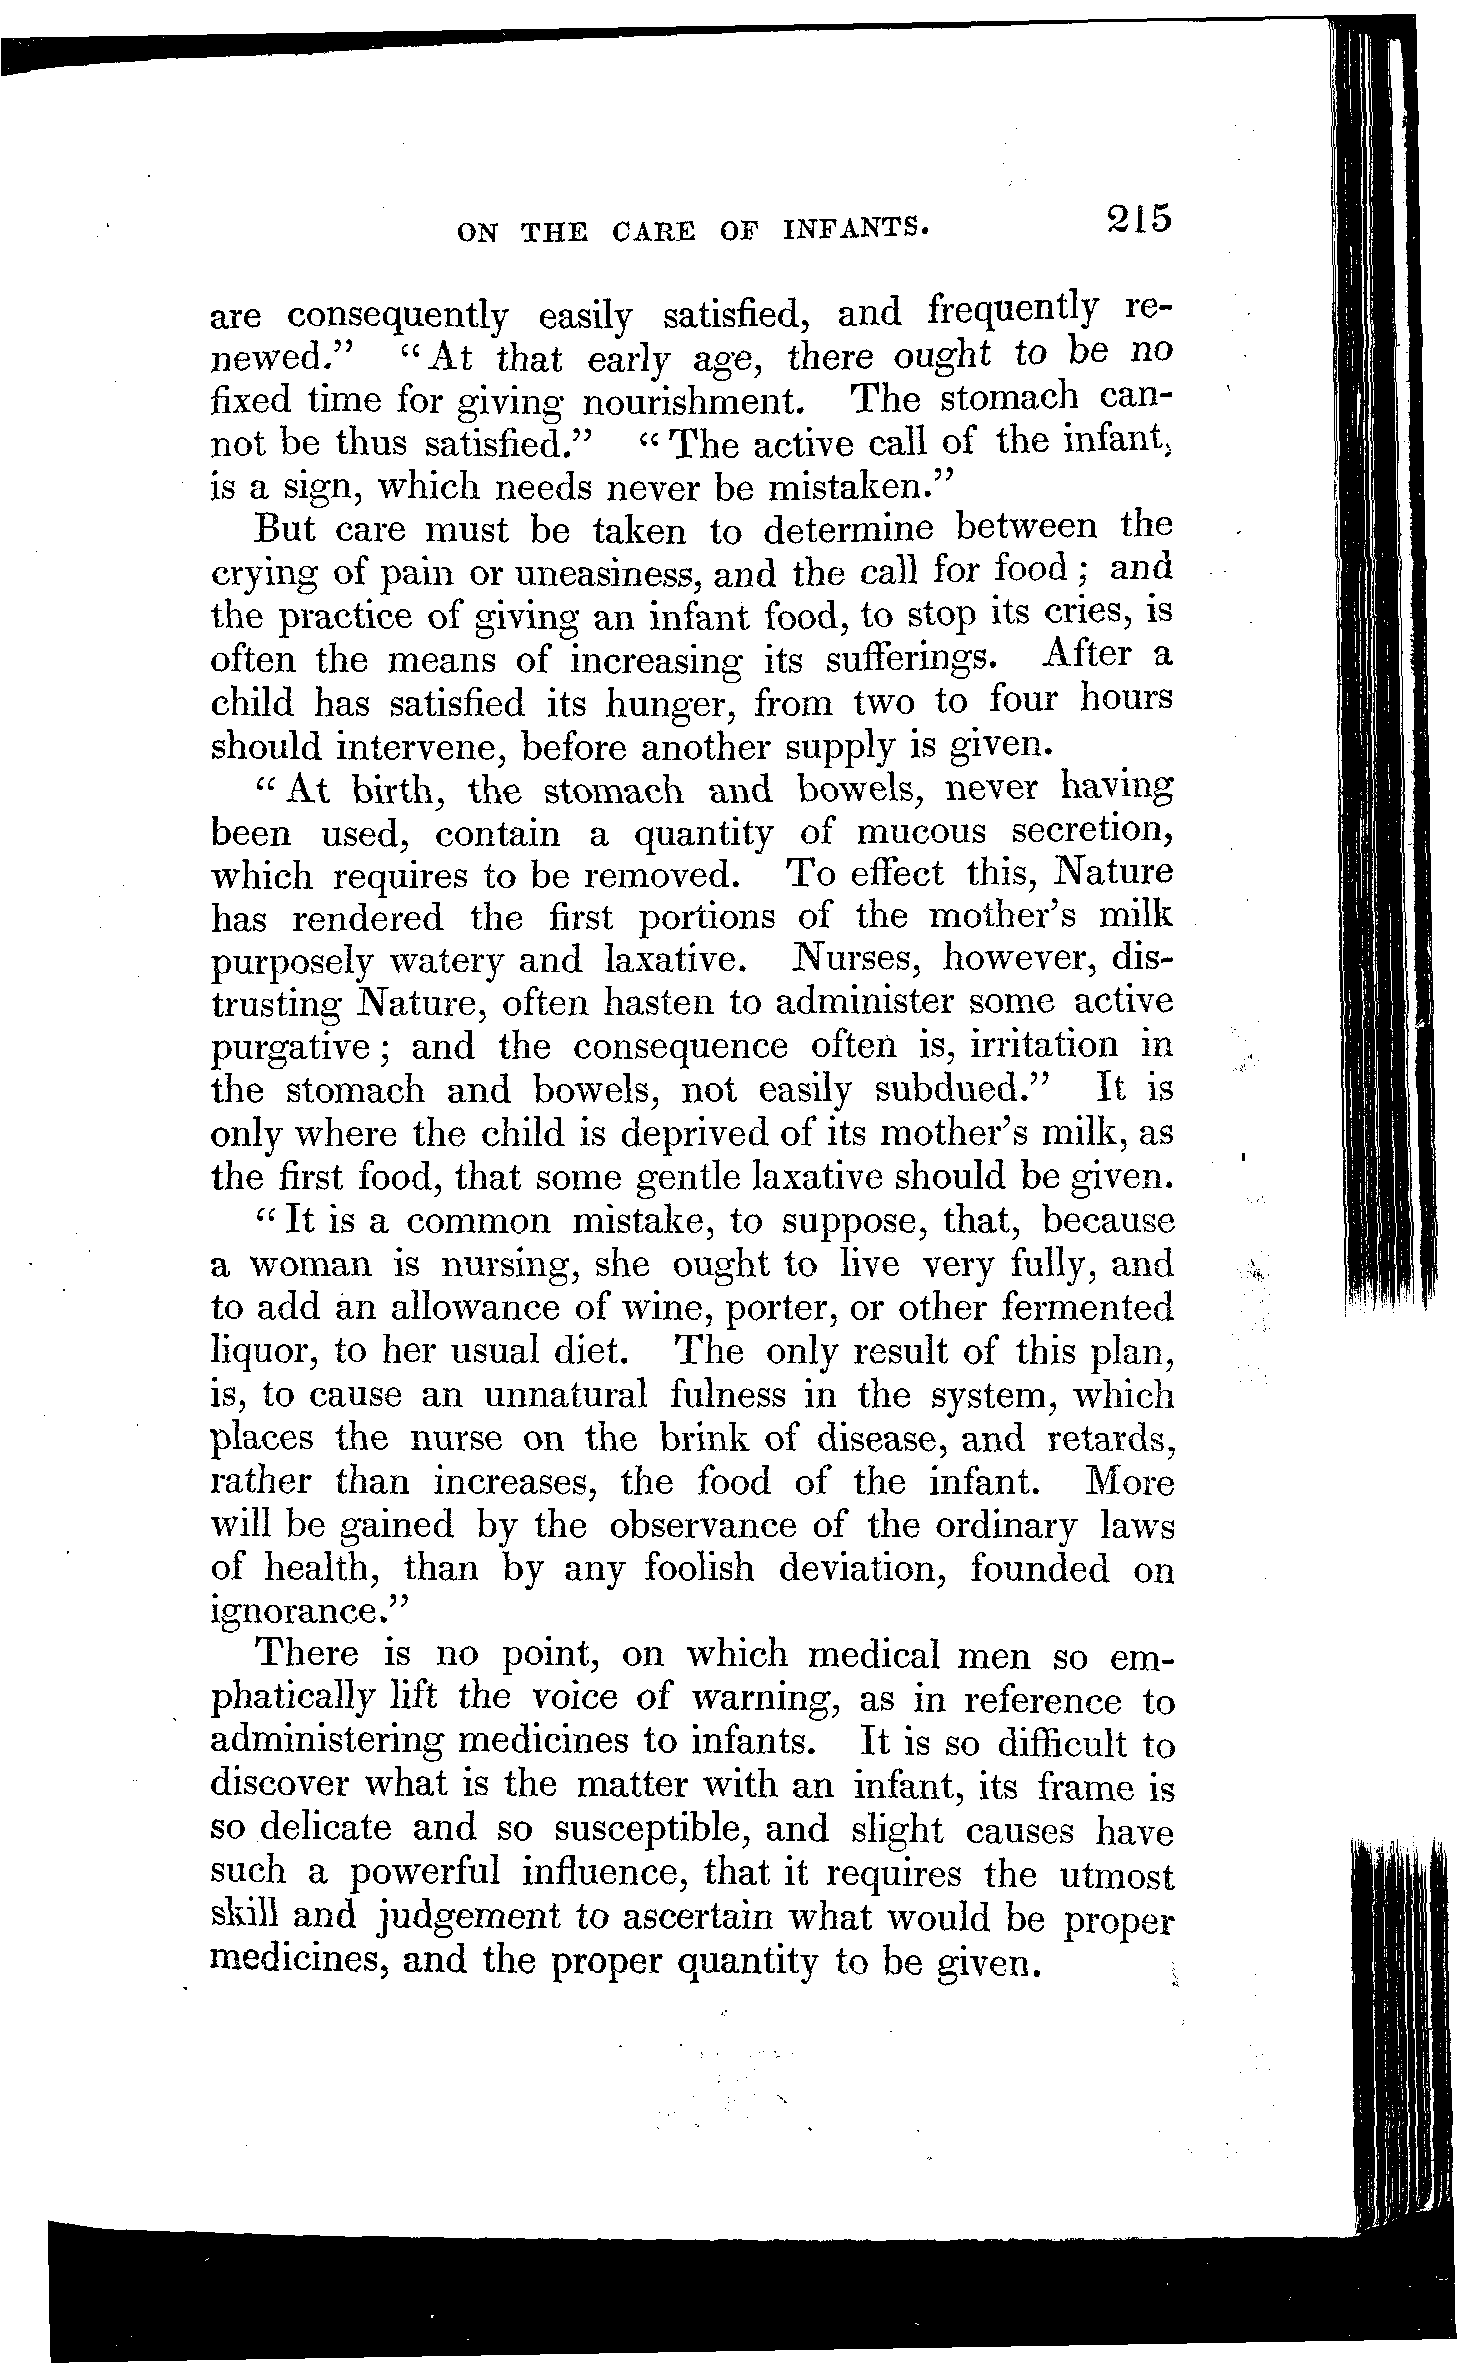 ON THE CARE OF INFANTS. 215
are consequently easily satisfied, and frequently re-
newed." "At that early age, there ought to be no
fixed time for giving nourishment. The stomach can-
not be thus satisfied." "The active call of the infant,
is a sign, which needs never be mistaken."
But care must be taken to determine between the
crying of pain or uneasiness, and the call for food; and
the practice of giving an infant food, to stop its cries, is
often the means of increasing its sufferings. After a
child has satisfied its hunger, from two to four hours
should intervene, before another supply is given.
"At birth, the stomach and bowels, never having
been used, contain a quantity of mucous secretion,
which requires to be removed. To effect this, Nature
has rendered the first portions of the mother's milk
purposely watery and laxative. Nurses, however, dis-
trusting Nature, often hasten to administer some active
purgative; and the consequence often is, irritation in
the stomach and bowels, not easily subdued." It is
only where the child is deprived of its mother's milk, as
the first food, that some gentle laxative should be given.
"It is a common mistake, to suppose, that, because
a woman is nursing, she ought to live very fully, and
to add an allowance of wine, porter, or other fermented
liquor, to her usual diet. The only result of this plan,
is, to cause an unnatural fulness in the system, which
places the nurse on the brink of disease, and retards,
rather than increases, the food of the infant. More
will be gained by the observance of the ordinary laws
of health, than by any foolish deviation, founded on
ignorance."
There is no point, on which medical men so em-
phatically lift the voice of warning, as in reference to
administering medicines to infants. It is so difficult to
discover what is the matter with an infant, its frame is
so delicate and so susceptible, and slight causes have
such a powerful influence, that it requires the utmost
skill and judgement to ascertain what would be proper
medicines, and the proper quantity to be given.